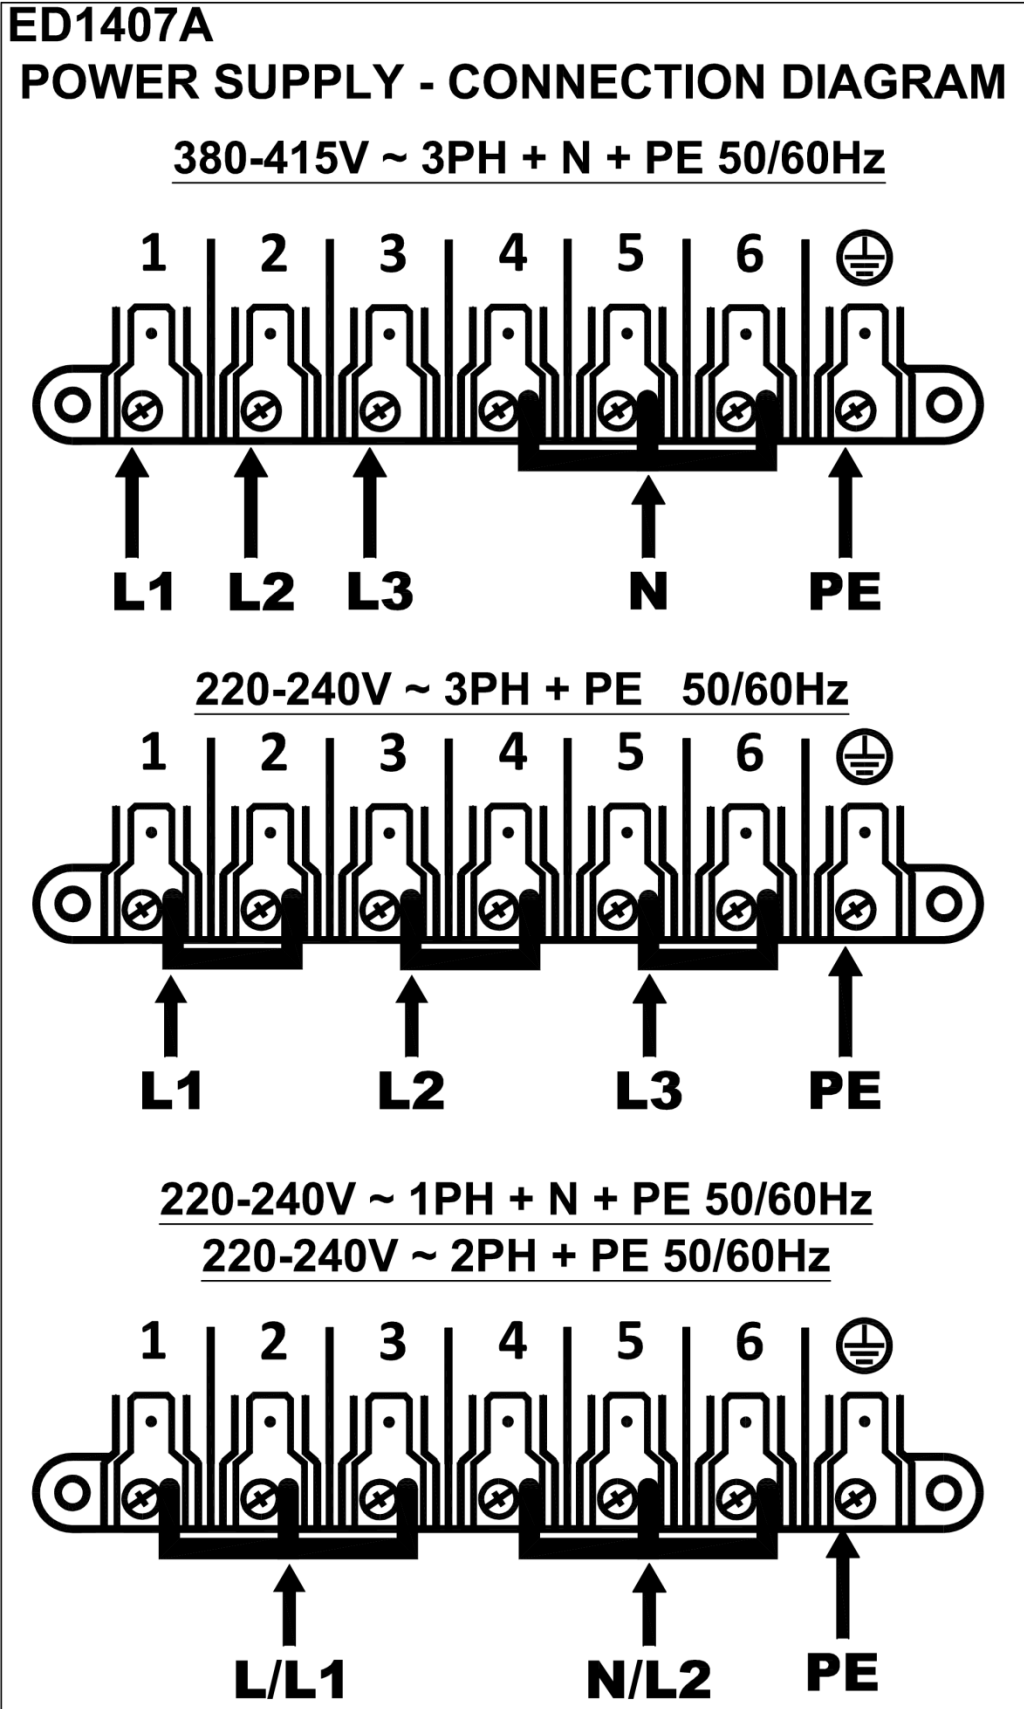 ED1407A
POWER SUPPLY - CONNECTION DIAGRAM
380-415V ~ 3PH + N + PE 50/60Hz
1 2 3 4 5 6
L1 L2 L3 N PE
220-240V ~ 3PH + PE 50/60Hz
1 2 3 4 5 6
L1 L2 L3 PE
220-240V ~ 1PH + N + PE 50/60Hz
220-240V ~ 2PH + PE 50/60Hz
1 2 3 4 5 6
L/L1 N/L2 PE